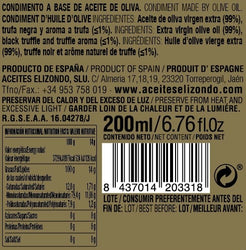 CONDIMENTO A BASE DE ACEITE DE OLIVA. CONDIMENT MADE BY OLIVE OIL.
CONDIMENT D'HUILE D'OLIVE INGREDIENTES: Aceite de oliva virgen extra (99%),
trufa negra y aroma a trufa (≤1%). INGREDIENTS: Extra virgin olive oil (99%),
black truffle and truffle aroma (≤1%). INGRÉDIENTS: Huile d'olive vierge extra (99%),
truffe noir et arôme naturel de truffe (≤1%).
PRODUCTO DE ESPAÑA / PRODUCT OF SPAIN / PRODUIT D' ESPAGNE
ACEITES ELIZONDO, SLU. C/ Almería 17,18,19, 23320 Torreperogil, Jaén
Tfno./Fax. +34 953 758 019 www.aceiteselizondo.com
PRESERVAR DEL CALOR Y DEL EXCESO DE LUZ / PRESERVE FROM HEAT AND
EXCESSIVE LIGHT / GARDER LOIN DE LA CHALEUR ET DE LA LUMIÈRE.
R.G.S.E.A.A. 16.04278/J
200ml/6,76fl.Oz
CONTENIDO NETO / NET CONTENT / POIDS NET
8 437014 203318
LOTE / CONSUMIR PREFERENTEMENTE ANTES DEL
FIN DE: LOT / BEST BEFORE: LOT / MEILLEUR AVANT: